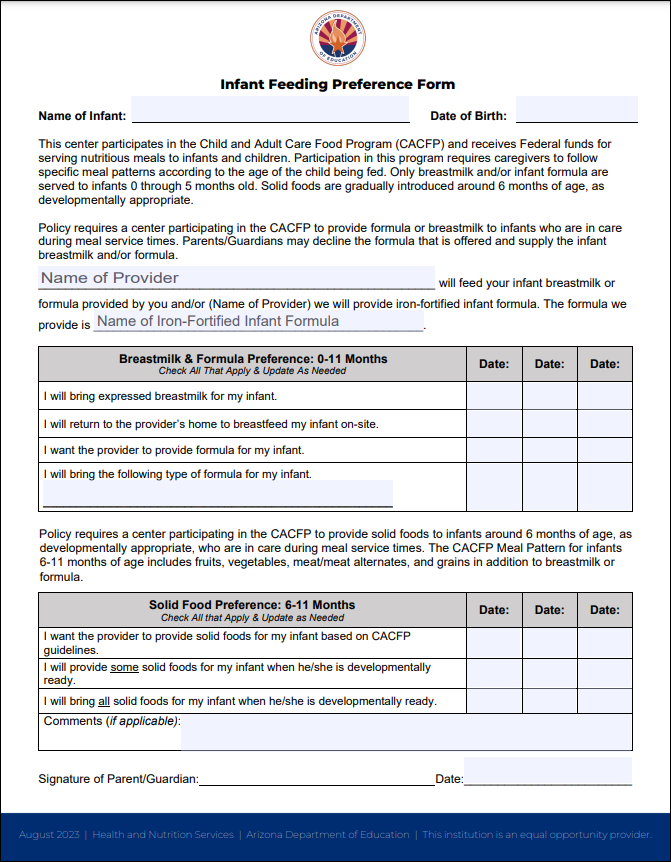 ARIZONA DEPARTMENT
OF EDUCATION
Infant Feeding Preference Form
Name of Infant: Date of Birth:
This center participates in the Child and Adult Care Food Program (CACFP) and receives Federal funds for
serving nutritious meals to infants and children. Participation in this program requires caregivers to follow
specific meal patterns according to the age of the child being fed. Only breastmilk and/or infant formula are
served to infants 0 through 5 months old. Solid foods are gradually introduced around 6 months of age, as
developmentally appropriate.
Policy requires a center participating in the CACFP to provide formula or breastmilk to infants who are in care
during meal service times. Parents/Guardians may decline the formula that is offered and supply the infant
breastmilk and/or formula.
Name of Provider will feed your infant breastmilk or
formula provided by you and/or (Name of Provider) we will provide iron-fortified infant formula. The formula we
provide is Name of Iron-Fortified Infant Formula.
Breastmilk & Formula Preference: 0-11 Months Date: Date: Date:
Check All That Apply & Update As Needed
I will bring expressed breastmilk for my infant.
I will return to the provider's home to breastfeed my infant on-site.
I want the provider to provide formula for my infant.
I will bring the following type of formula for my infant.
Policy requires a center participating in the CACFP to provide solid foods to infants around 6 months of age, as
developmentally appropriate, who are in care during meal service times. The CACFP Meal Pattern for infants
6-11 months of age includes fruits, vegetables, meat/meat alternates, and grains in addition to breastmilk or
formula.
Solid Food Preference: 6-11 Months Date: Date: Date:
Check All that Apply & Update as Needed
I want the provider to provide solid foods for my infant based on CACFP
guidelines.
I will provide some solid foods for my infant when he/she is developmentally
ready.
I will bring all solid foods for my infant when he/she is developmentally ready.
Comments (if applicable):
Signature of Parent/Guardian: Date:
August 2023 | Health and Nutrition Services | Arizona Department of Education | This institution is an equal opportunity provider.